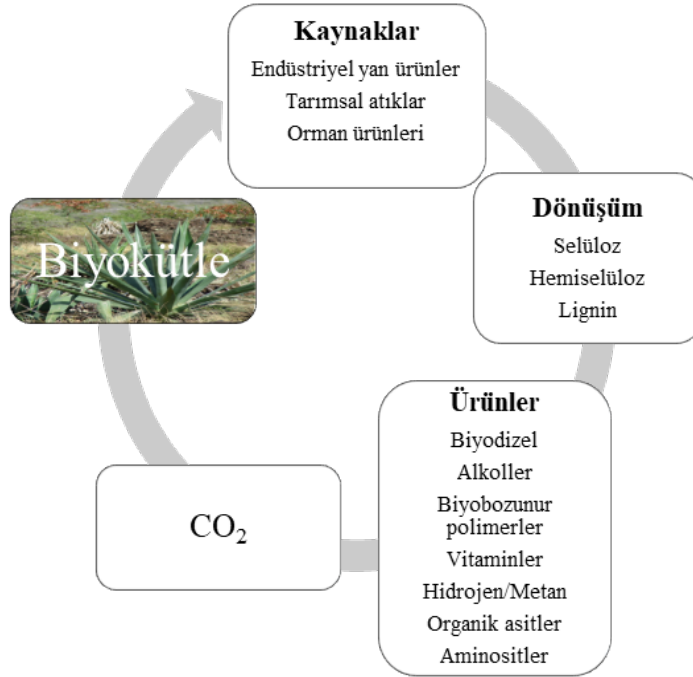 Kaynaklar
Endüstriyel yan ürünler
Tarımsal atıklar
Orman ürünleri
Dönüşüm
Selüloz
Hemiselüloz
Lignin
Ürünler
Biyodizel
Alkoller
Biyobozunur
polimerler
Vitaminler
Hidrojen/Metan
Organik asitler
Aminositler
CO₂
Biyokütle